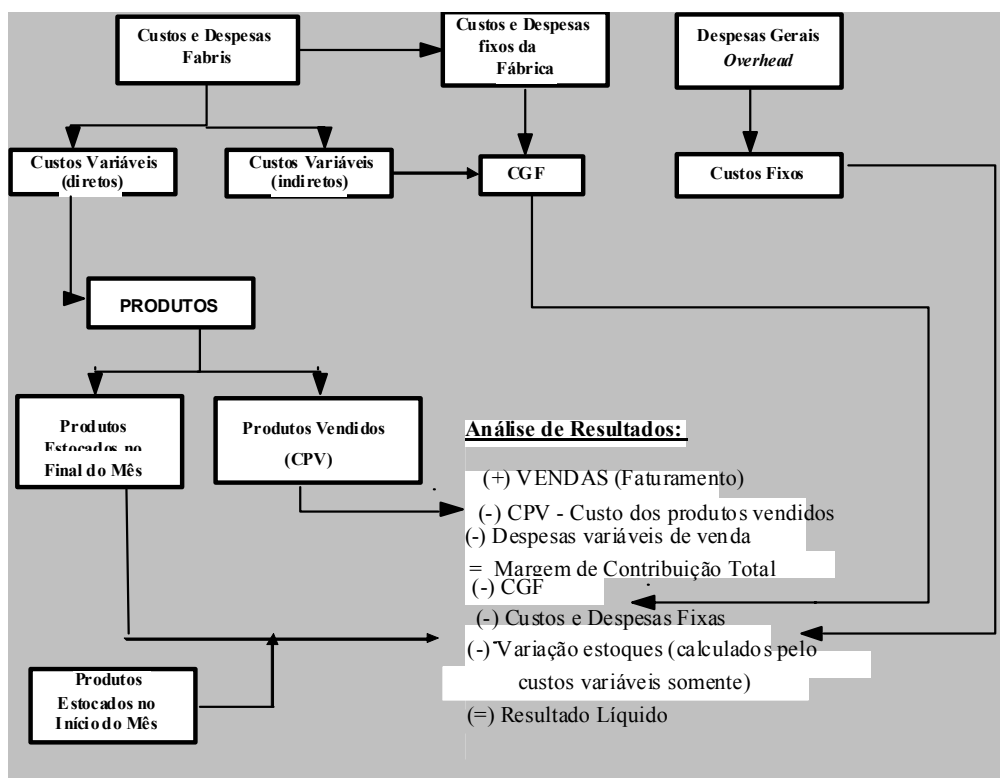 Custos e Despesas
Fabris
Custos e Despesas
fixos da
Fábrica
Despesas Gerais
Overhead
Custos Variáveis
(diretos)
Custos Variáveis
(indiretos)
CGF
Custos Fixos
PRODUTOS
Produtos
Estocados no
Final do Mês
Produtos Vendidos
(CPV)
Análise de Resultados:
(+) VENDAS (Faturamento)
(-) CPV - Custo dos produtos vendidos
(-) Despesas variáveis de venda
= Margem de Contribuição Total
(-) CGF
(-) Custos e Despesas Fixas
(-) Variação estoques (calculados pelo
custos variáveis somente)
(=) Resultado Líquido
Produtos
Estocados no
Início do Mês